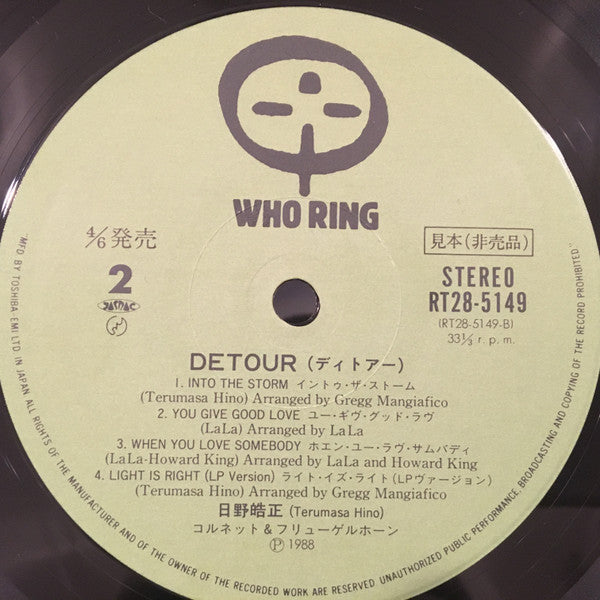 WHO RING
4/6 発売
見本(非売品)
2
JASRAC
STEREO
RT28-5149
(RT28-5149-B)
33⅓ r.p.m.
DETOUR (ディトアー)
1. INTO THE STORM イントゥ・ザ・ストーム
(Terumasa Hino) Arranged by Gregg Mangiafico
2. YOU GIVE GOOD LOVE ユー・ギヴ・グッド・ラヴ
(LaLa) Arranged by LaLa
3. WHEN YOU LOVE SOMEBODY ホエン・ユー・ラヴ・サムバディ
(LaLa-Howard King) Arranged by LaLa and Howard King
4. LIGHT IS RIGHT (LP Version) ライト・イズ・ライト(LPヴァージョン)
(Terumasa Hino) Arranged by Gregg Mangiafico
日野皓正 (Terumasa Hino)
コルネット&フリューゲルホーン
Ⓟ 1988
"MFD. BY TOSHIBA EMI LTD. IN JAPAN ALL RIGHTS OF THE MANUFACTURER AND OF THE OWNER OF THE RECORDED WORK ARE RESERVED. UNAUTHORIZED PUBLIC PERFORMANCE, BROADCASTING AND COPYING OF THE RECORD PROHIBITED."